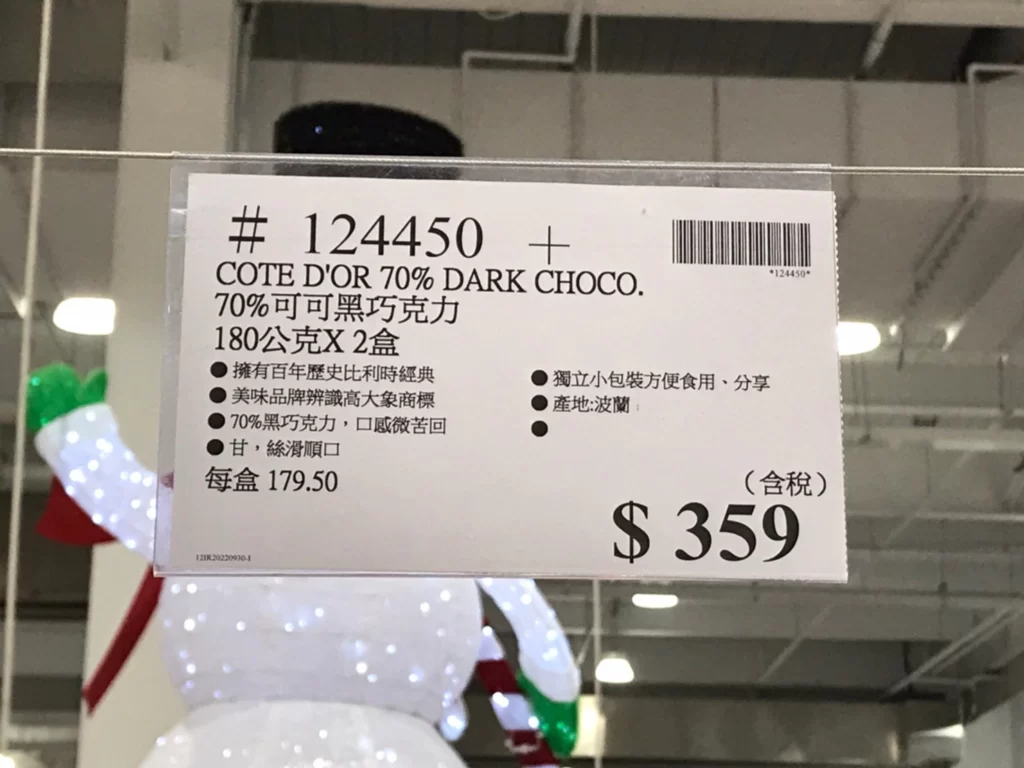 # 124450 +
*124450*
COTE D'OR 70% DARK CHOCO.
70%可可黑巧克力
180公克X 2盒
●擁有百年歷史比利時經典
●美味品牌辨識高大象商標
●70%黑巧克力，口感微苦回
●甘，絲滑順口
●獨立小包裝方便食用、分享
●產地:波蘭
●
每盒 179.50
（含稅）
$ 359
12IR20220930-1